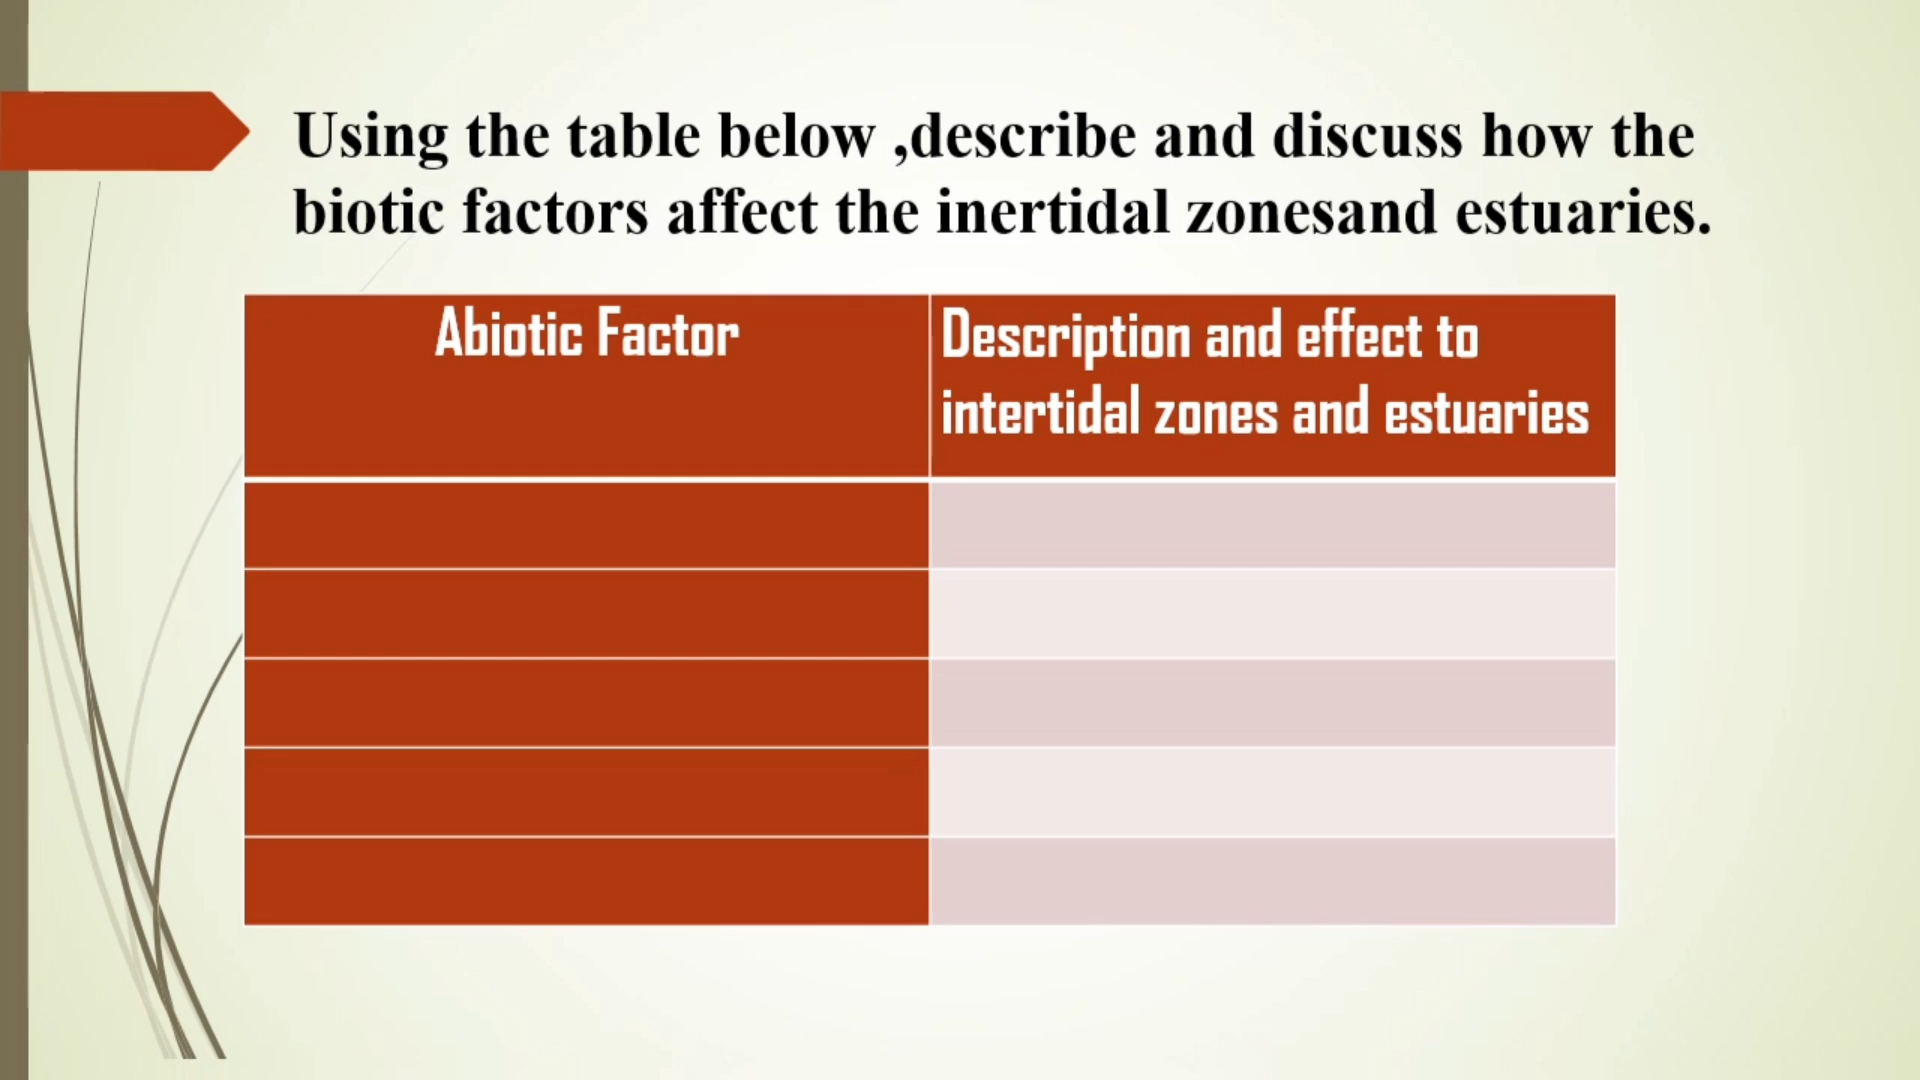 Using the table below ,describe and discuss how the
biotic factors affect the inertidal zonesand estuaries.
Abiotic Factor
Description and effect to
intertidal zones and estuaries